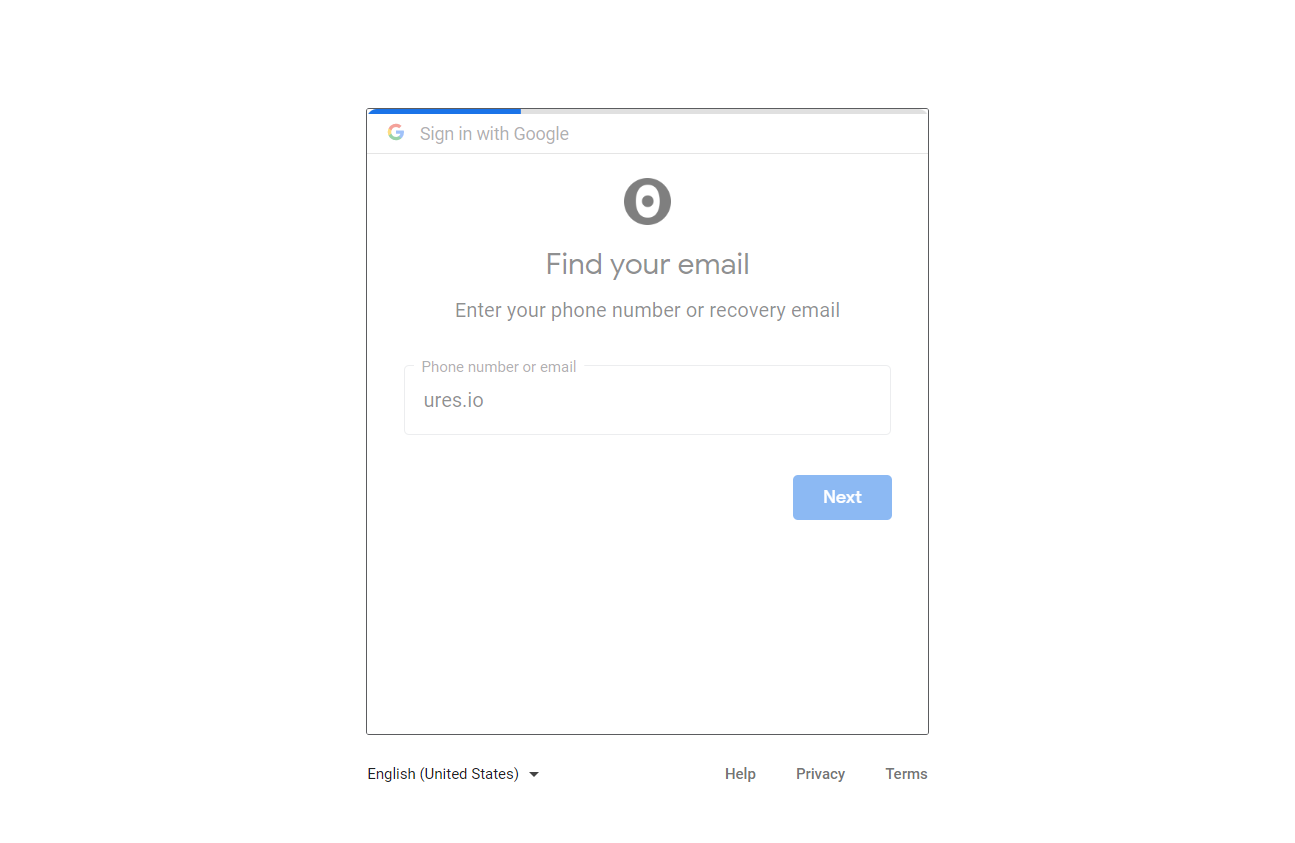 Sign in with Google
Find your email
Enter your phone number or recovery email
Phone number or email
ures.io
Next
English (United States)
Help Privacy Terms